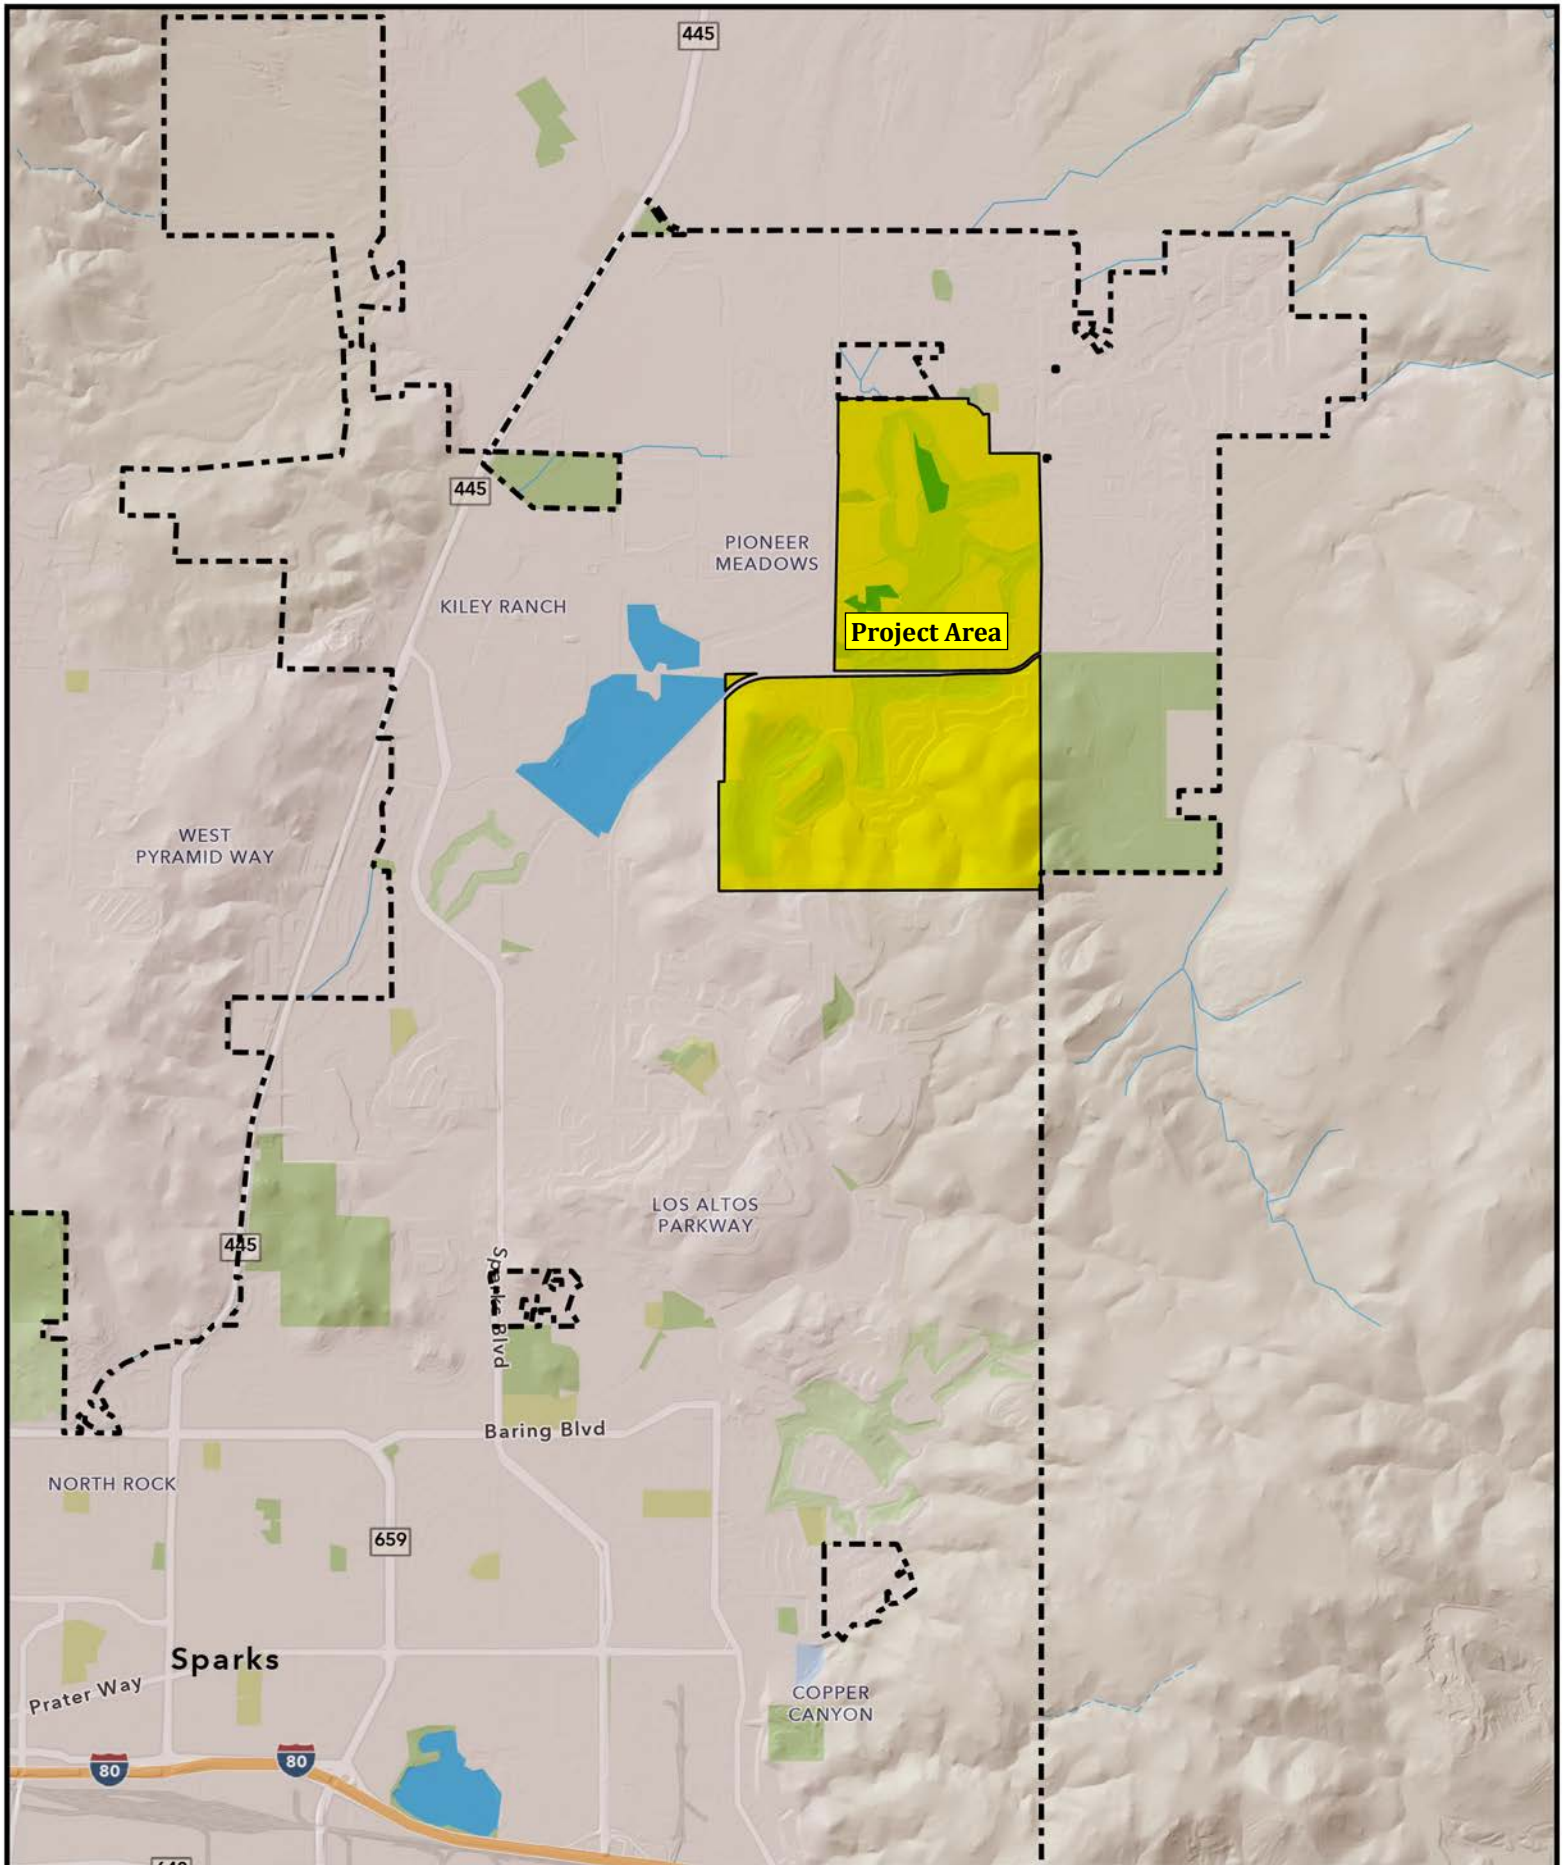 445
445
PIONEER
MEADOWS
KILEY RANCH
Project Area
WEST
PYRAMID WAY
LOS ALTOS
PARKWAY
445
Sparks Blvd
Baring Blvd
NORTH ROCK
659
Sparks
Prater Way
COPPER
CANYON
80
80